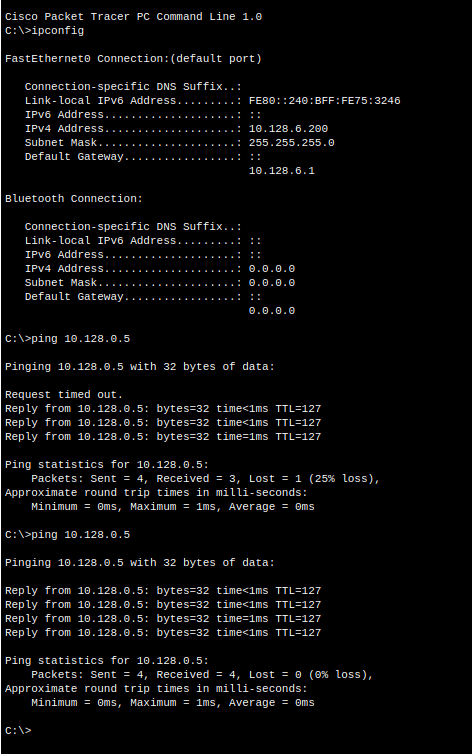 Cisco Packet Tracer PC Command Line 1.0
C:\>ipconfig

FastEthernet0 Connection:(default port)

   Connection-specific DNS Suffix..:
   Link-local IPv6 Address.........: FE80::240:BFF:FE75:3246
   IPv6 Address....................: ::
   IPv4 Address....................: 10.128.6.200
   Subnet Mask.....................: 255.255.255.0
   Default Gateway.................: ::
                                     10.128.6.1

Bluetooth Connection:

   Connection-specific DNS Suffix..:
   Link-local IPv6 Address.........: ::
   IPv6 Address....................: ::
   IPv4 Address....................: 0.0.0.0
   Subnet Mask.....................: 0.0.0.0
   Default Gateway.................: ::
                                     0.0.0.0

C:\>ping 10.128.0.5

Pinging 10.128.0.5 with 32 bytes of data:

Request timed out.
Reply from 10.128.0.5: bytes=32 time<1ms TTL=127
Reply from 10.128.0.5: bytes=32 time<1ms TTL=127
Reply from 10.128.0.5: bytes=32 time=1ms TTL=127

Ping statistics for 10.128.0.5:
    Packets: Sent = 4, Received = 3, Lost = 1 (25% loss),
Approximate round trip times in milli-seconds:
    Minimum = 0ms, Maximum = 1ms, Average = 0ms

C:\>ping 10.128.0.5

Pinging 10.128.0.5 with 32 bytes of data:

Reply from 10.128.0.5: bytes=32 time<1ms TTL=127
Reply from 10.128.0.5: bytes=32 time<1ms TTL=127
Reply from 10.128.0.5: bytes=32 time=1ms TTL=127
Reply from 10.128.0.5: bytes=32 time<1ms TTL=127

Ping statistics for 10.128.0.5:
    Packets: Sent = 4, Received = 4, Lost = 0 (0% loss),
Approximate round trip times in milli-seconds:
    Minimum = 0ms, Maximum = 1ms, Average = 0ms

C:\>